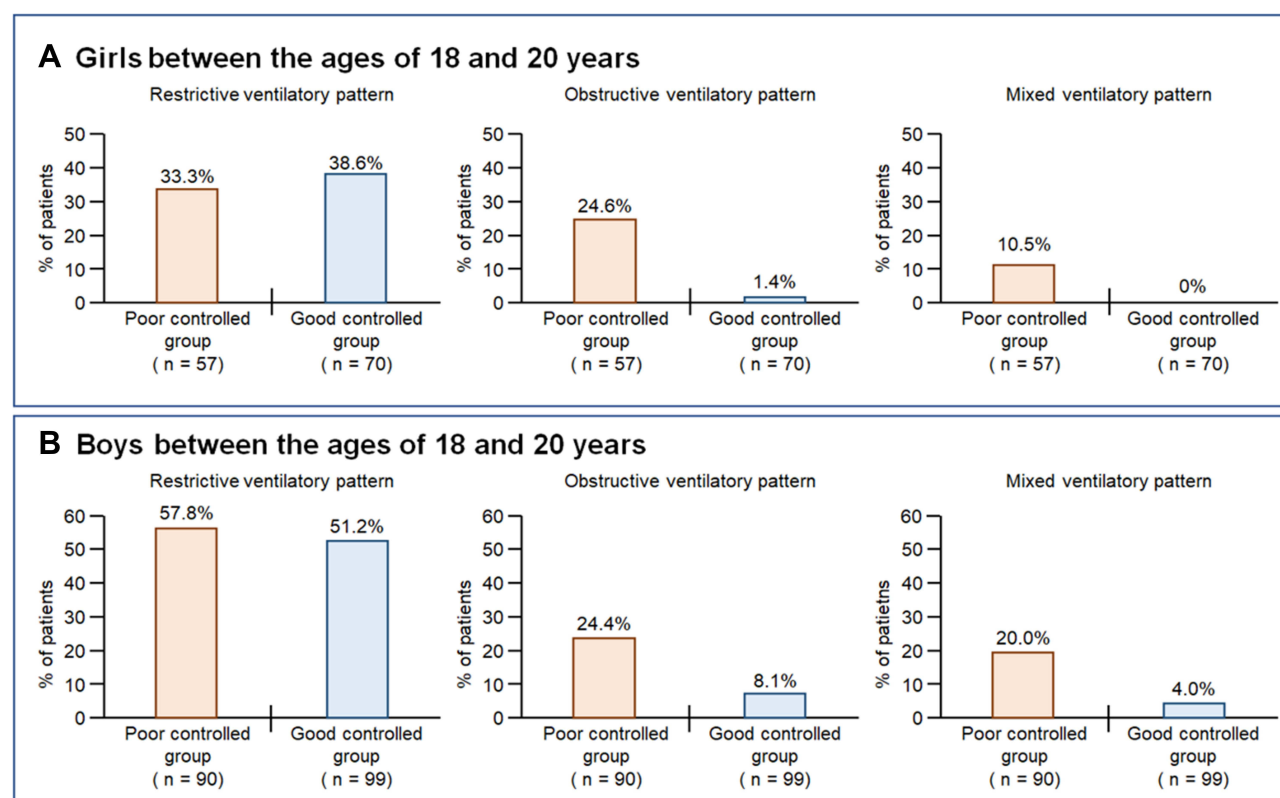 A Girls between the ages of 18 and 20 years
Restrictive ventilatory pattern
% of patients
50
40
30
20
10
0
33.3%
38.6%
Poor controlled
group
( n = 57)
Good controlled
group
( n = 70)
Obstructive ventilatory pattern
% of patients
50
40
30
20
10
0
24.6%
1.4%
Poor controlled
group
( n = 57)
Good controlled
group
( n = 70)
Mixed ventilatory pattern
% of patients
50
40
30
20
10
0
10.5%
0%
Poor controlled
group
( n = 57)
Good controlled
group
( n = 70)
B Boys between the ages of 18 and 20 years
Restrictive ventilatory pattern
% of patients
60
50
40
30
20
10
0
57.8%
51.2%
Poor controlled
group
( n = 90)
Good controlled
group
( n = 99)
Obstructive ventilatory pattern
% of patients
60
50
40
30
20
10
0
24.4%
8.1%
Poor controlled
group
( n = 90)
Good controlled
group
( n = 99)
Mixed ventilatory pattern
% of patietns
60
50
40
30
20
10
0
20.0%
4.0%
Poor controlled
group
( n = 90)
Good controlled
group
( n = 99)